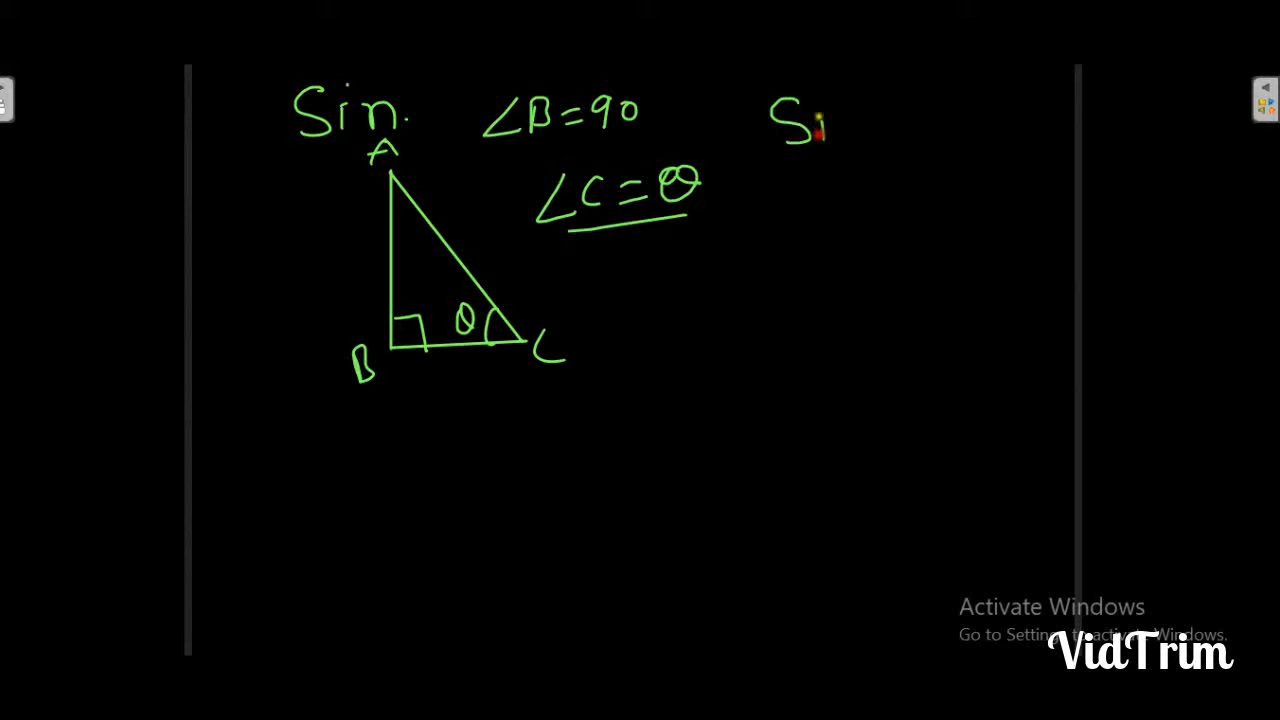 Sin. ∠B=90 Si
A
∠C=θ
θ
B C
Activate Windows
Go to Settings to activate Windows.
VidTrim